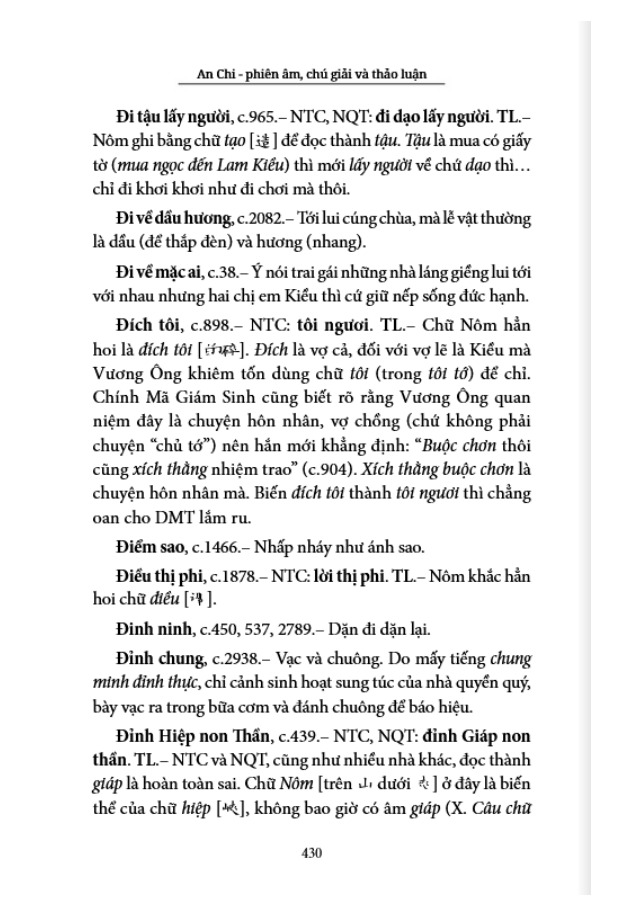 An Chi - phiên âm, chú giải và thảo luận
Đi tậu lấy người, c.965.– NTC, NQT: đi dạo lấy người. TL.–
Nôm ghi bằng chữ tạo [] để đọc thành tậu. Tậu là mua có giấy
tờ (mua ngọc đến Lam Kiều) thì mới lấy người về chứ dạo thì…
chỉ đi khơi khơi như đi chơi mà thôi.
Đi về dầu hương, c.2082.– Tới lui cúng chùa, mà lễ vật thường
là dầu (để thắp đèn) và hương (nhang).
Đi về mặc ai, c.38.– Ý nói trai gái những nhà láng giềng lui tới
với nhau nhưng hai chị em Kiều thì cứ giữ nếp sống đức hạnh.
Đích tôi, c.898.– NTC: tôi ngươi. TL.– Chữ Nôm hẳn
hoi là đích tôi []. Đích là vợ cả, đối với vợ lẽ là Kiều mà
Vương Ông khiêm tốn dùng chữ tôi (trong tôi tớ) để chỉ.
Chính Mã Giám Sinh cũng biết rõ rằng Vương Ông quan
niệm đây là chuyện hôn nhân, vợ chồng (chứ không phải
chuyện “chủ tớ”) nên hắn mới khẳng định: “Buộc chơn thôi
cũng xích thằng nhiệm trao” (c.904). Xích thằng buộc chơn là
chuyện hôn nhân mà. Biến đích tôi thành tôi ngươi thì chẳng
oan cho DMT lắm ru.
Điểm sao, c.1466.– Nhấp nháy như ánh sao.
Điều thị phi, c.1878.– NTC: lời thị phi. TL.– Nôm khắc hẳn
hoi chữ điều [].
Đinh ninh, c.450, 537, 2789.– Dặn đi dặn lại.
Đỉnh chung, c.2938.– Vạc và chuông. Do mấy tiếng chung
minh đỉnh thực, chỉ cảnh sinh hoạt sung túc của nhà quyền quý,
bày vạc ra trong bữa cơm và đánh chuông để báo hiệu.
Đỉnh Hiệp non Thần, c.439.– NTC, NQT: đỉnh Giáp non
thần. TL.– NTC và NQT, cũng như nhiều nhà khác, đọc thành
giáp là hoàn toàn sai. Chữ Nôm [trên 山 dưới ] ở đây là biến
thể của chữ hiệp [], không bao giờ có âm giáp (X. Câu chữ
430